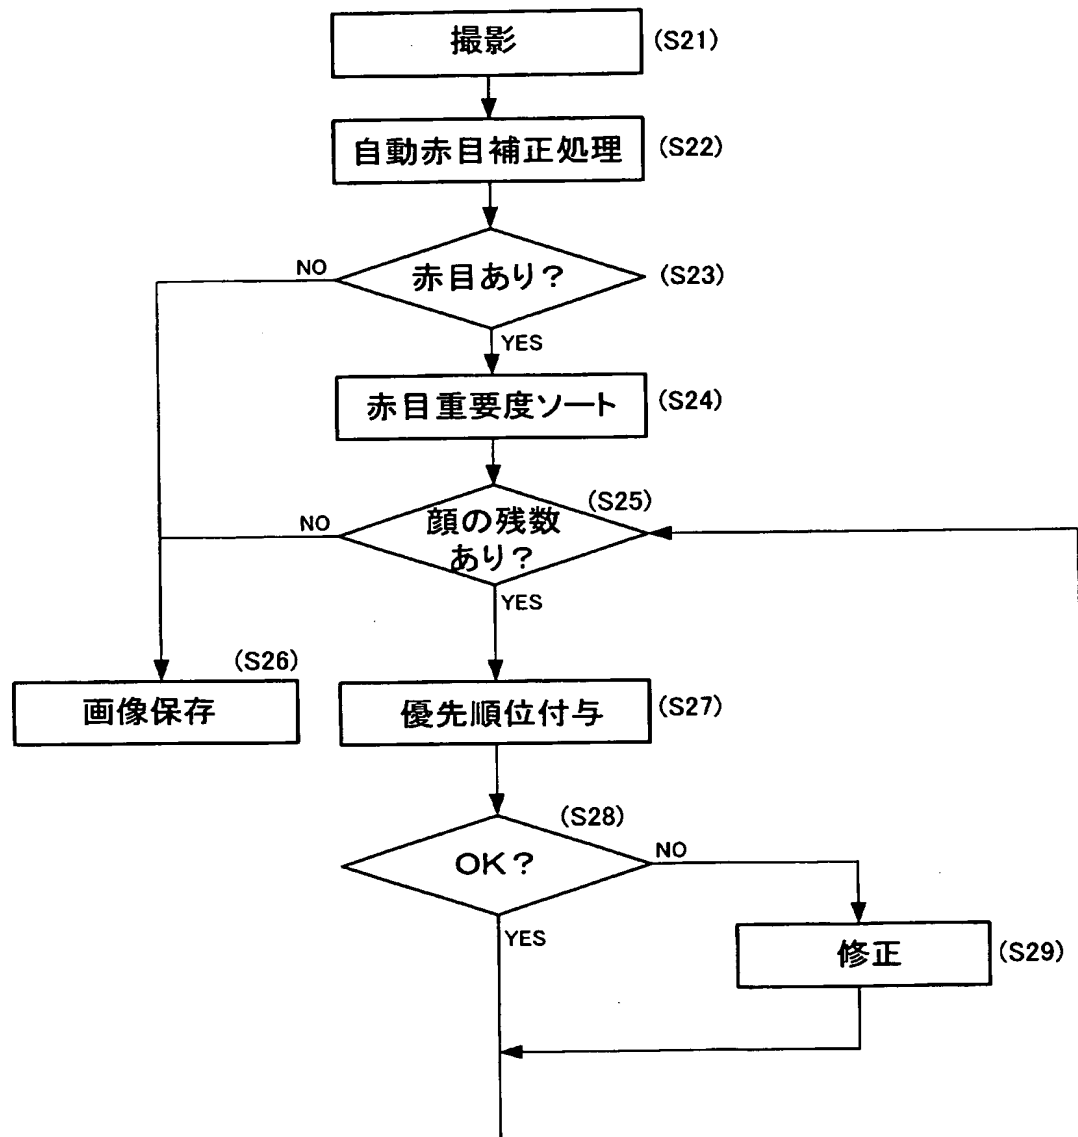 撮影
(S21)
自動赤目補正処理
(S22)
赤目あり？
(S23)
NO
YES
赤目重要度ソート
(S24)
顔の残数
あり？
(S25)
NO
YES
(S26)
画像保存
優先順位付与
(S27)
(S28)
OK？
NO
YES
修正
(S29)